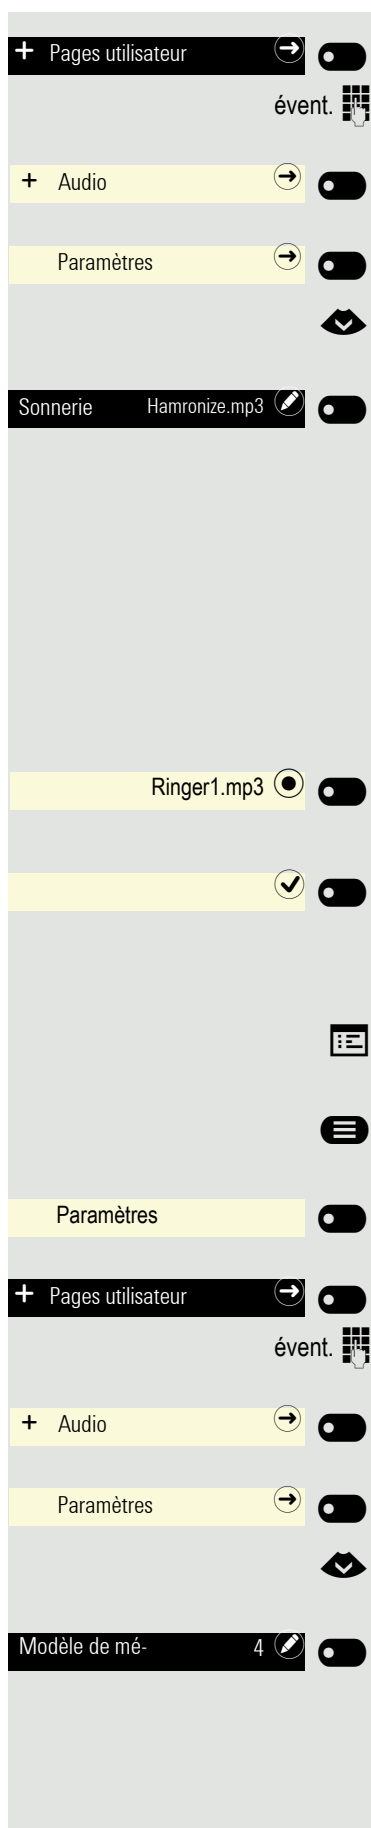 + Pages utilisateur
évent.
+ Audio
Paramètres
Sonnerie Hamronize.mp3
Ringer1.mp3
Paramètres
+ Pages utilisateur
évent.
+ Audio
Paramètres
Modèle de mé- 4